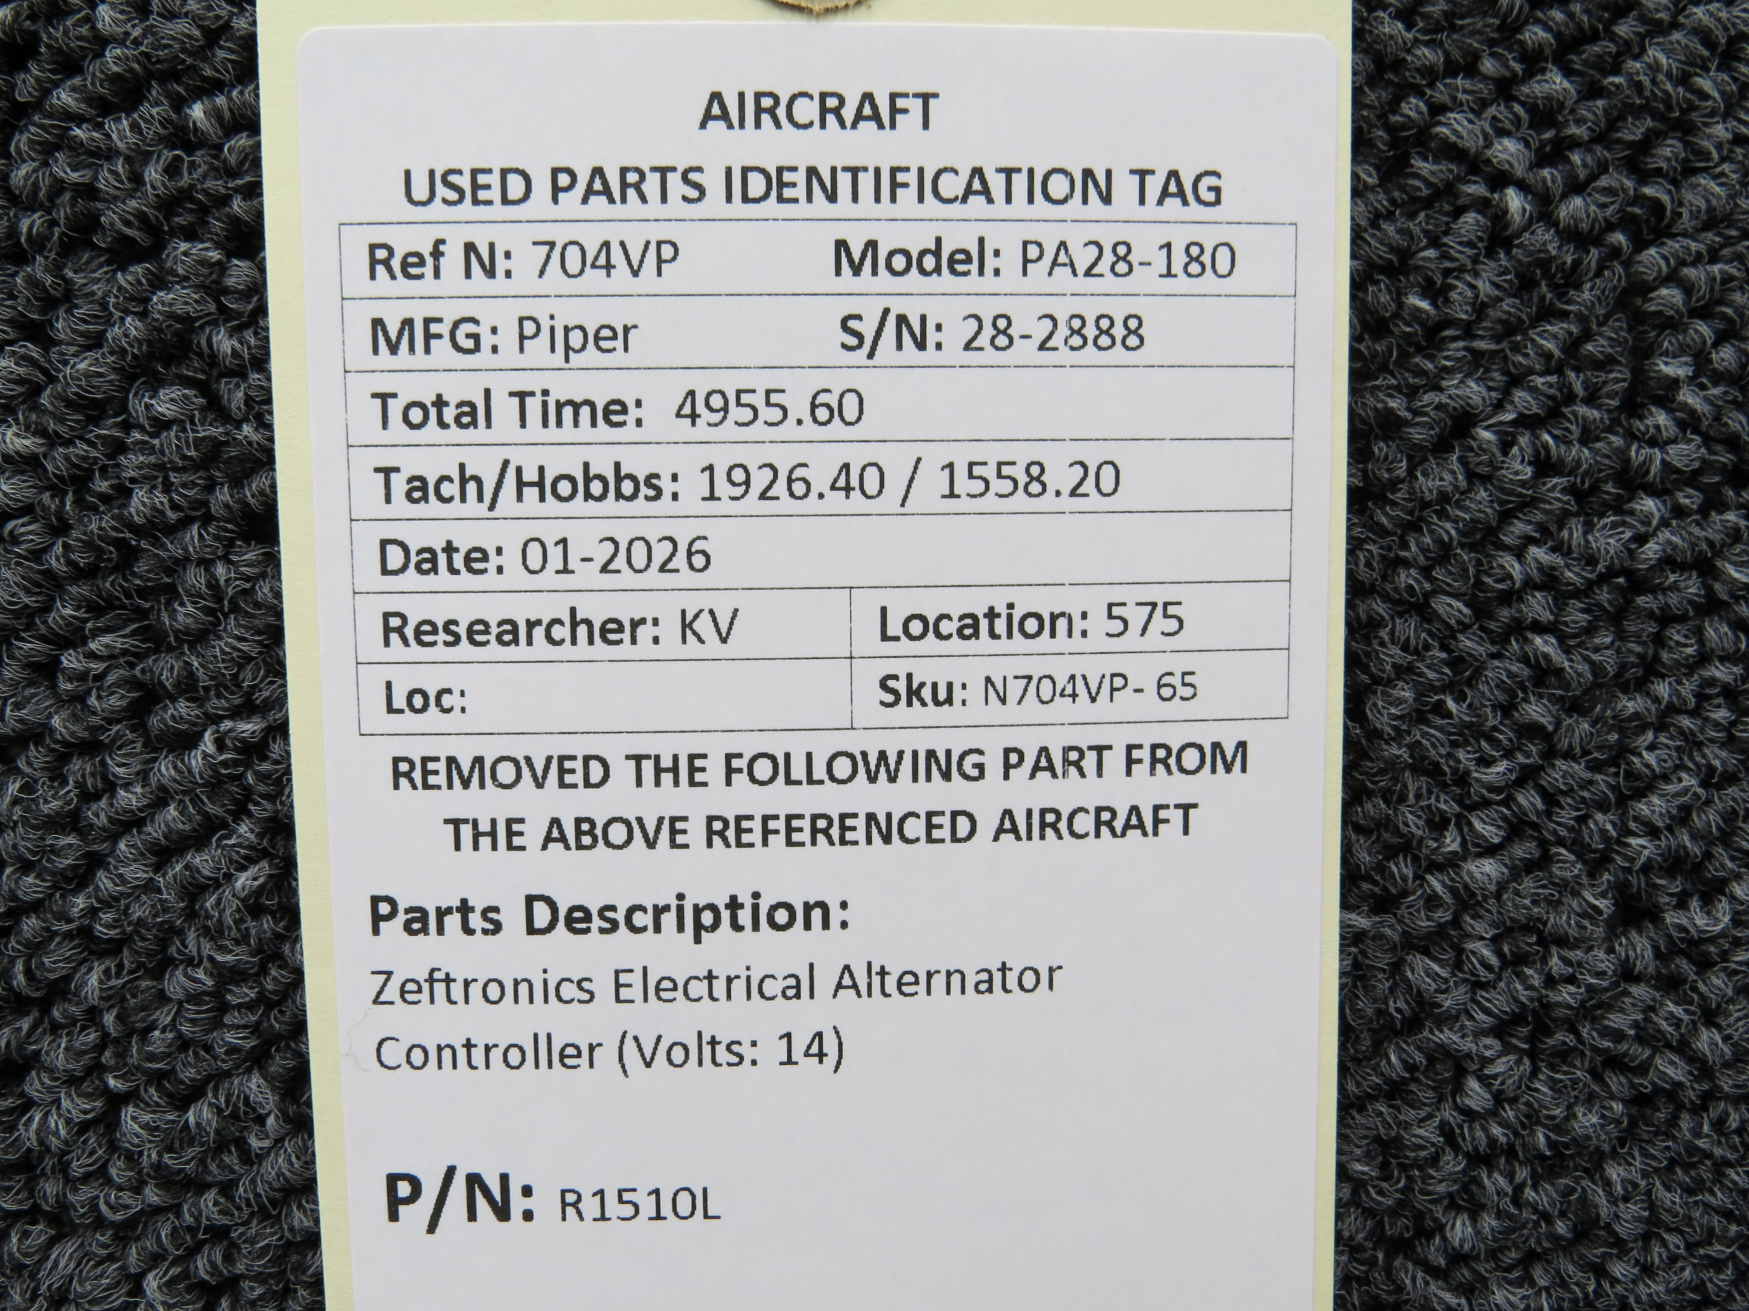 AIRCRAFT
USED PARTS IDENTIFICATION TAG
Ref N: 704VP Model: PA28-180
MFG: Piper S/N: 28-2888
Total Time: 4955.60
Tach/Hobbs: 1926.40 / 1558.20
Date: 01-2026
Researcher: KV Location: 575
Loc: Sku: N704VP- 65
REMOVED THE FOLLOWING PART FROM
THE ABOVE REFERENCED AIRCRAFT
Parts Description:
Zeftronics Electrical Alternator
Controller (Volts: 14)
P/N: R1510L